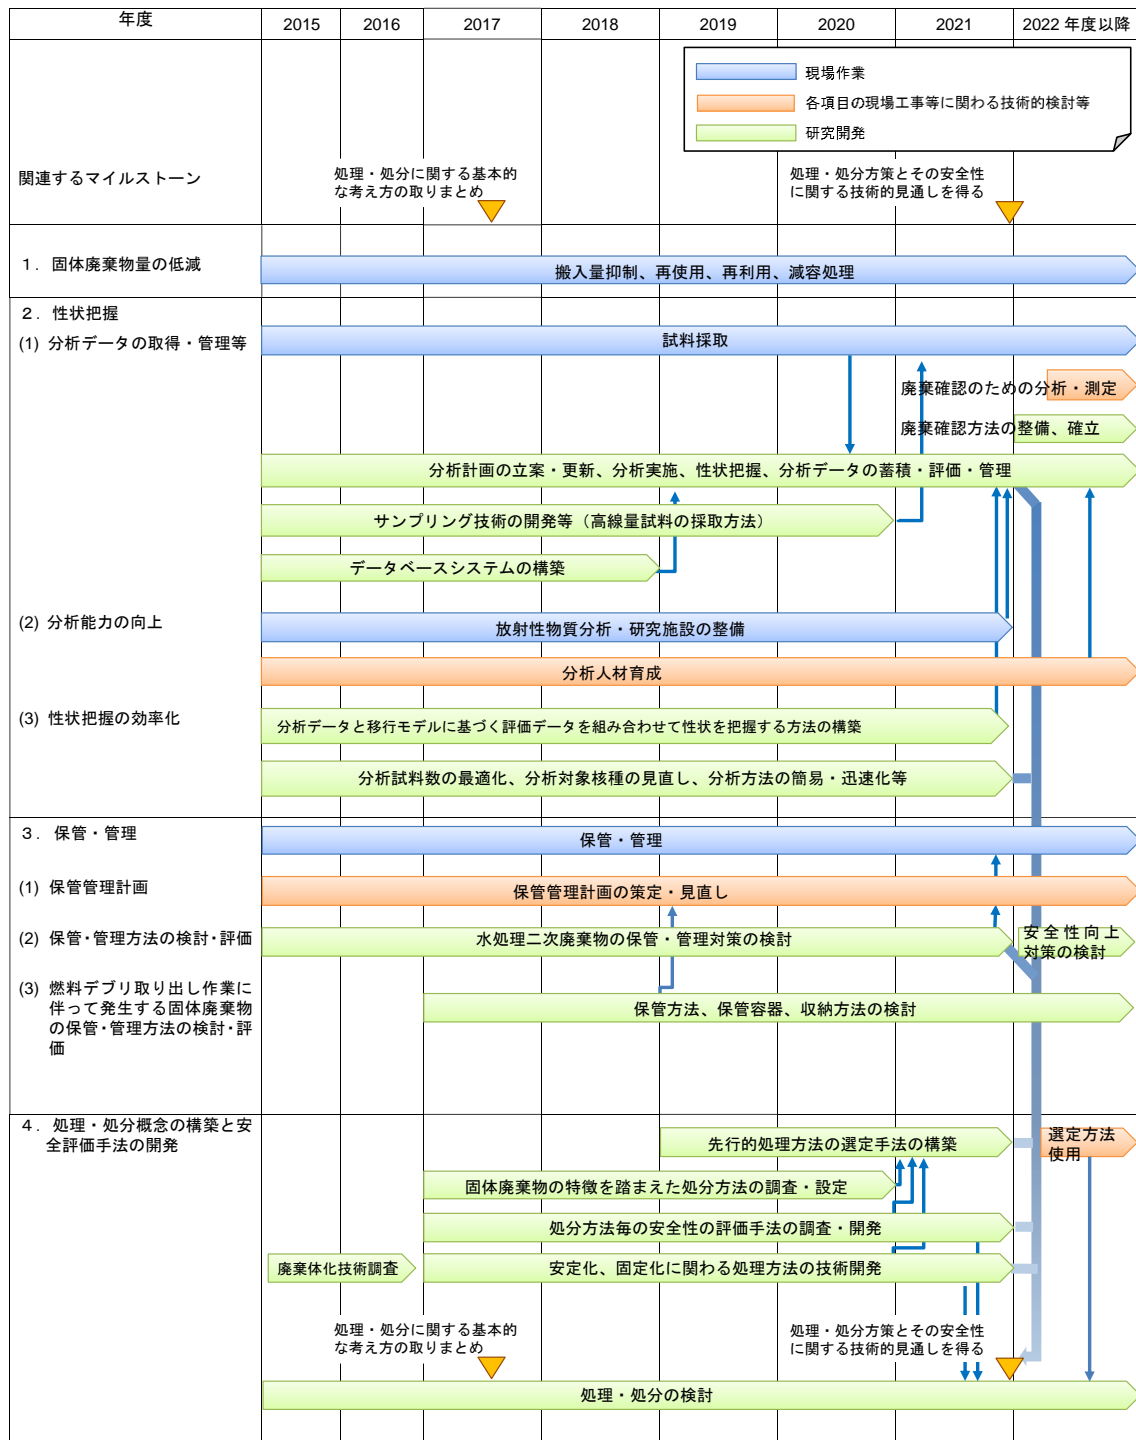 年度
2015
2016
2017
2018
2019
2020
2021
2022 年度以降
現場作業
各項目の現場工事等に関わる技術的検討等
研究開発
関連するマイルストーン
処理・処分に関する基本的
な考え方の取りまとめ
処理・処分方策とその安全性
に関する技術的見通しを得る
1. 固体廃棄物量の低減
搬入量抑制、再使用、再利用、減容処理
2. 性状把握
(1) 分析データの取得・管理等
試料採取
廃棄確認のための分析・測定
廃棄確認方法の整備、確立
分析計画の立案・更新、分析実施、性状把握、分析データの蓄積・評価・管理
サンプリング技術の開発等（高線量試料の採取方法）
データベースシステムの構築
(2) 分析能力の向上
放射性物質分析・研究施設の整備
分析人材育成
(3) 性状把握の効率化
分析データと移行モデルに基づく評価データを組み合わせて性状を把握する方法の構築
分析試料数の最適化、分析対象核種の見直し、分析方法の簡易・迅速化等
3. 保管・管理
保管・管理
(1) 保管管理計画
保管管理計画の策定・見直し
(2) 保管・管理方法の検討・評価
水処理二次廃棄物の保管・管理対策の検討
安全性向上
対策の検討
(3) 燃料デブリ取り出し作業に
伴って発生する固体廃棄物
の保管・管理方法の検討・評
価
保管方法、保管容器、収納方法の検討
4. 処理・処分概念の構築と安
全評価手法の開発
先行的処理方法の選定手法の構築
選定方法
使用
固体廃棄物の特徴を踏まえた処分方法の調査・設定
処分方法毎の安全性の評価手法の調査・開発
廃棄体化技術調査
安定化、固定化に関わる処理方法の技術開発
処理・処分に関する基本的
な考え方の取りまとめ
処理・処分方策とその安全性
に関する技術的見通しを得る
処理・処分の検討